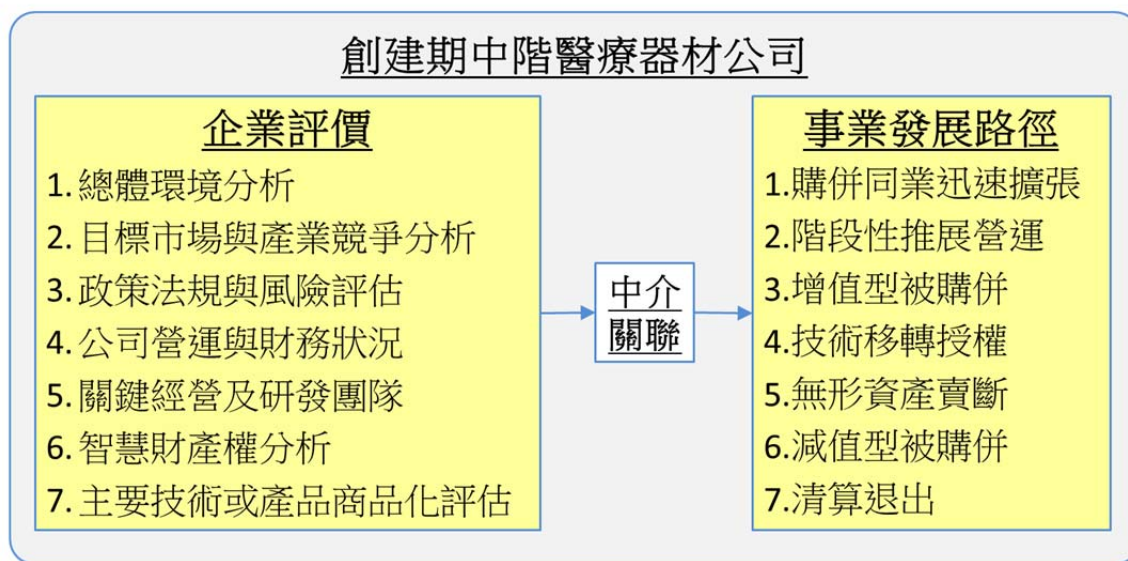 創建期中階醫療器材公司
企業評價
1. 總體環境分析
2. 目標市場與產業競爭分析
3. 政策法規與風險評估
4. 公司營運與財務狀況
5. 關鍵經營及研發團隊
6. 智慧財產權分析
7. 主要技術或產品商品化評估
中介
關聯
事業發展路徑
1.購併同業迅速擴張
2.階段性推展營運
3.增值型被購併
4.技術移轉授權
5.無形資產賣斷
6.減值型被購併
7.清算退出